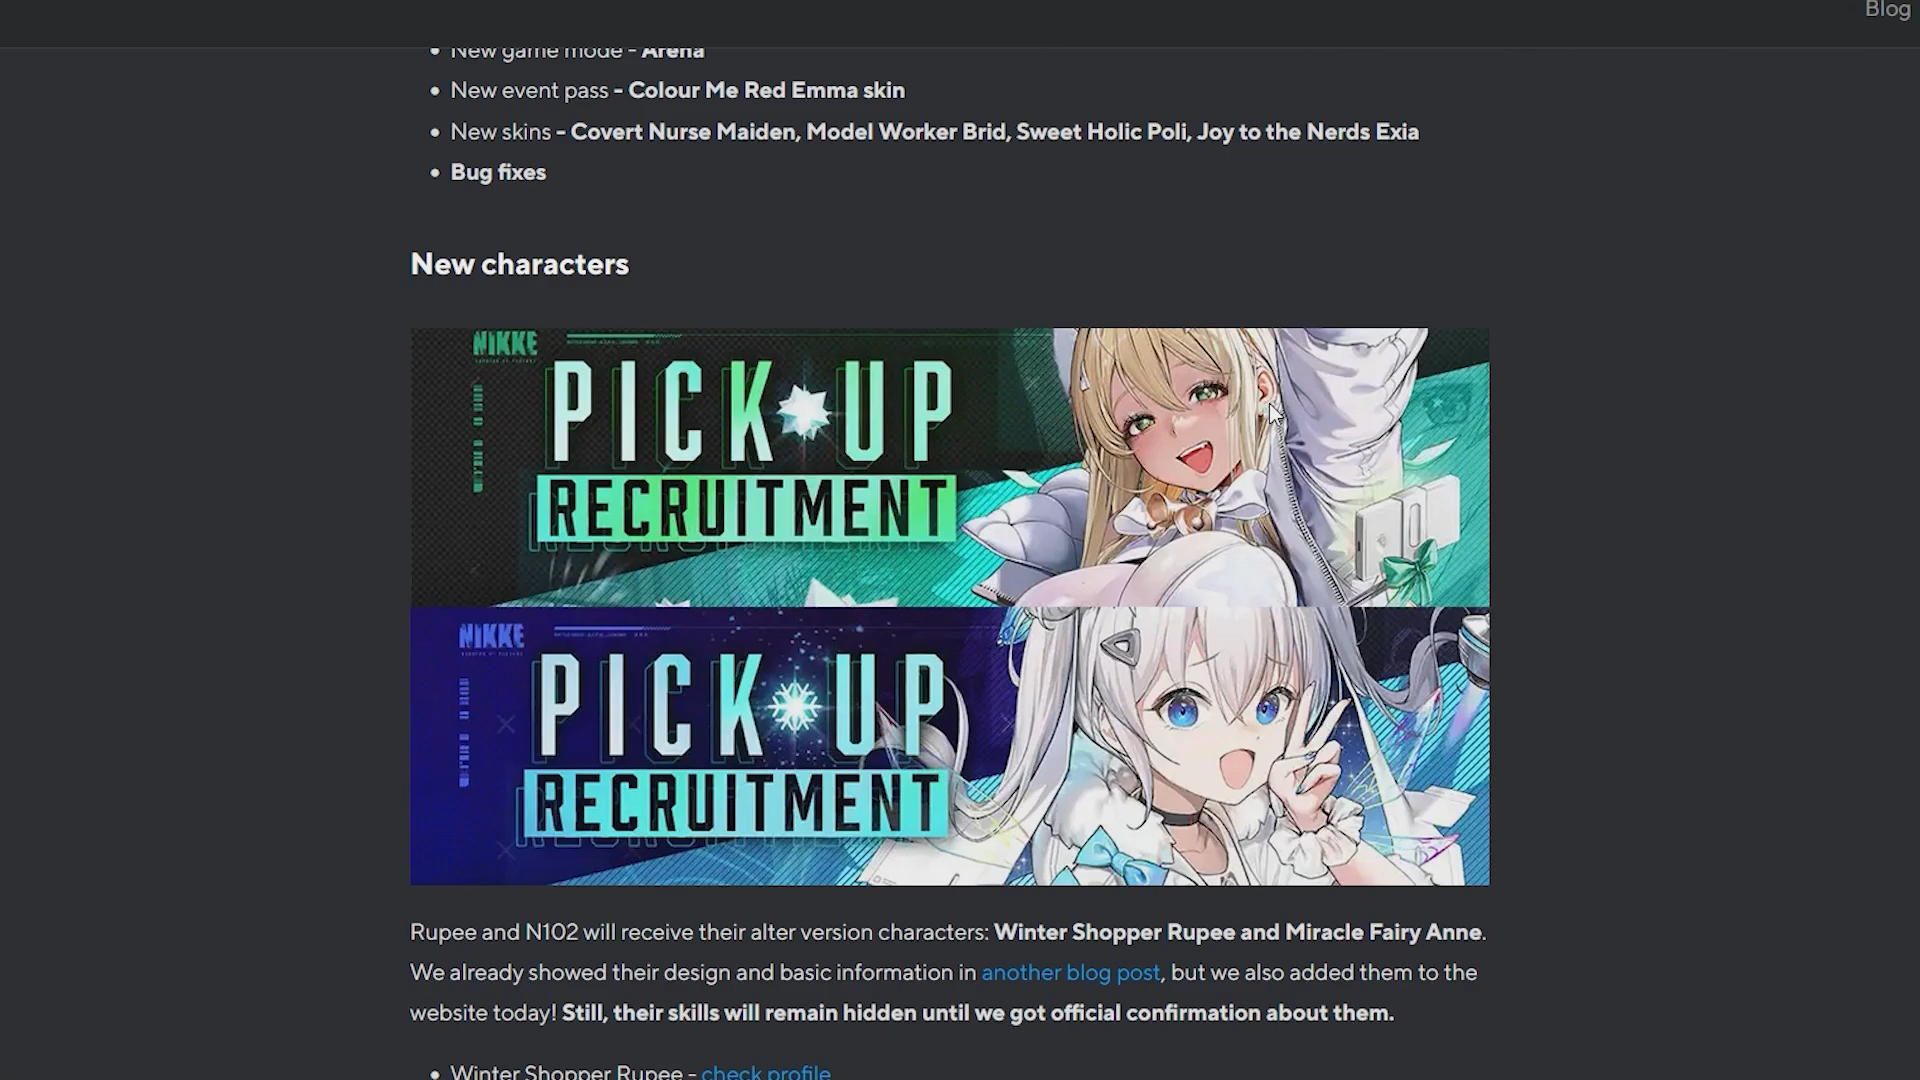 Blog
New game mode - Arena
New event pass - Colour Me Red Emma skin
New skins - Covert Nurse Maiden, Model Worker Brid, Sweet Holic Poli, Joy to the Nerds Exia
Bug fixes
New characters
NIKKE
PICK UP
RECRUITMENT
NIKKE
PICK UP
RECRUITMENT
Rupee and N102 will receive their alter version characters: Winter Shopper Rupee and Miracle Fairy Anne.
We already showed their design and basic information in another blog post, but we also added them to the
website today! Still, their skills will remain hidden until we got official confirmation about them.
Winter Shopper Rupee - check profile